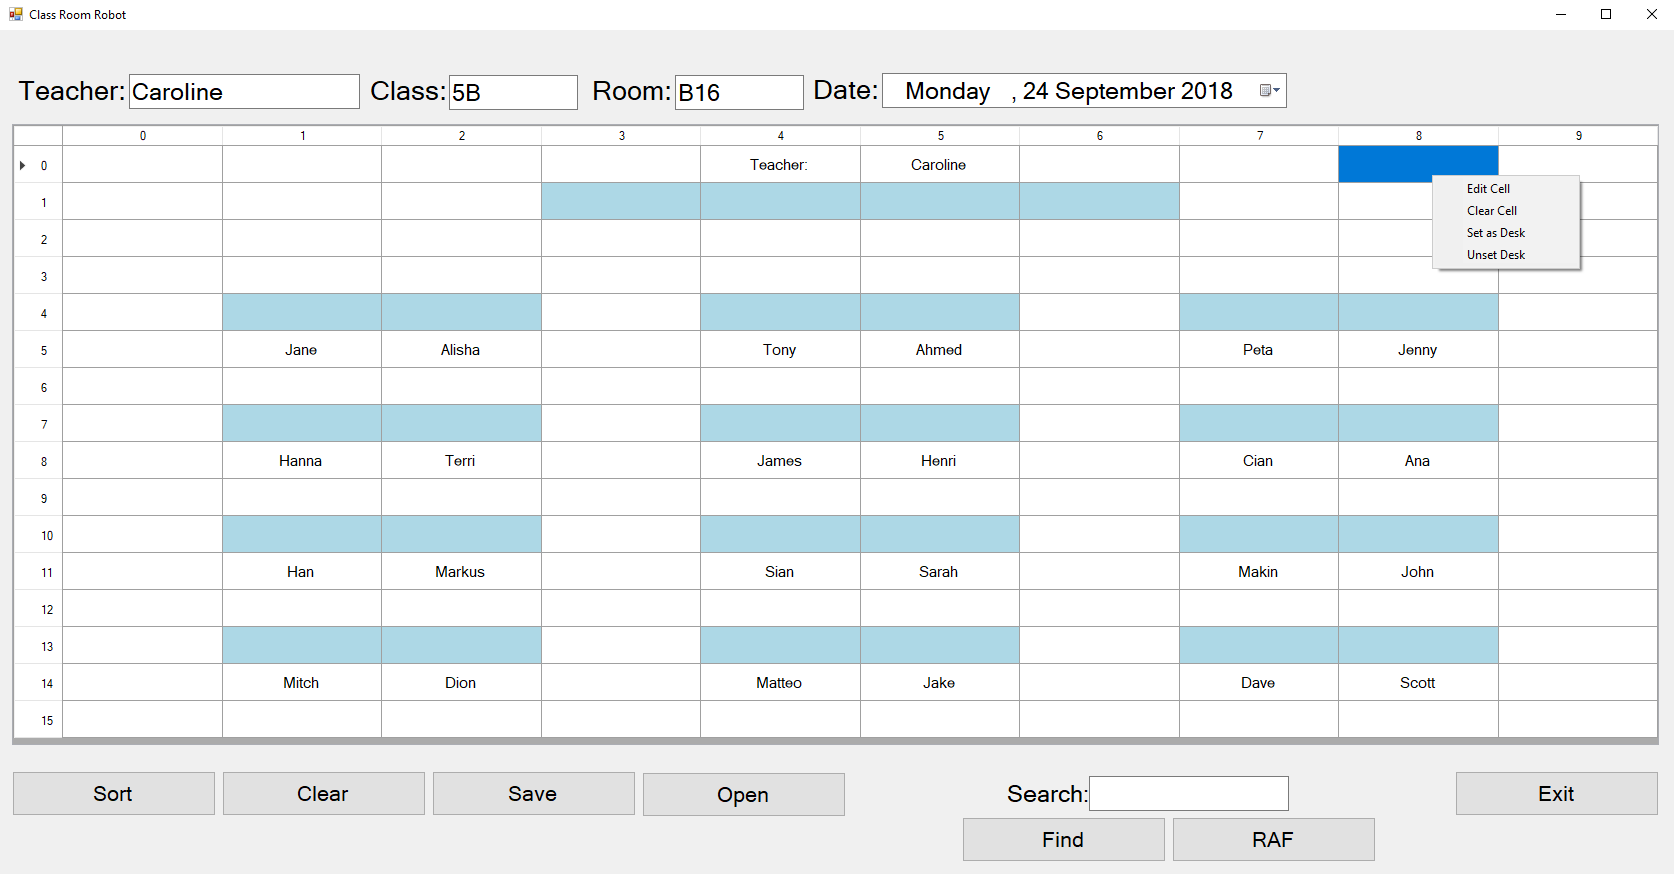 Class Room Robot
Teacher: Caroline Class: 5B Room: B16 Date: Monday , 24 September 2018
0 1 2 3 4 5 6 7 8 9
0 Teacher: Caroline
Edit Cell
1
Clear Cell
Set as Desk
2
Unset Desk
3
4
5 Jane Alisha Tony Ahmed Peta Jenny
6
7
8 Hanna Terri James Henri Cian Ana
9
10
11 Han Markus Sian Sarah Makin John
12
13
14 Mitch Dion Matteo Jake Dave Scott
15
Sort Clear Save Open Search: Exit
Find RAF